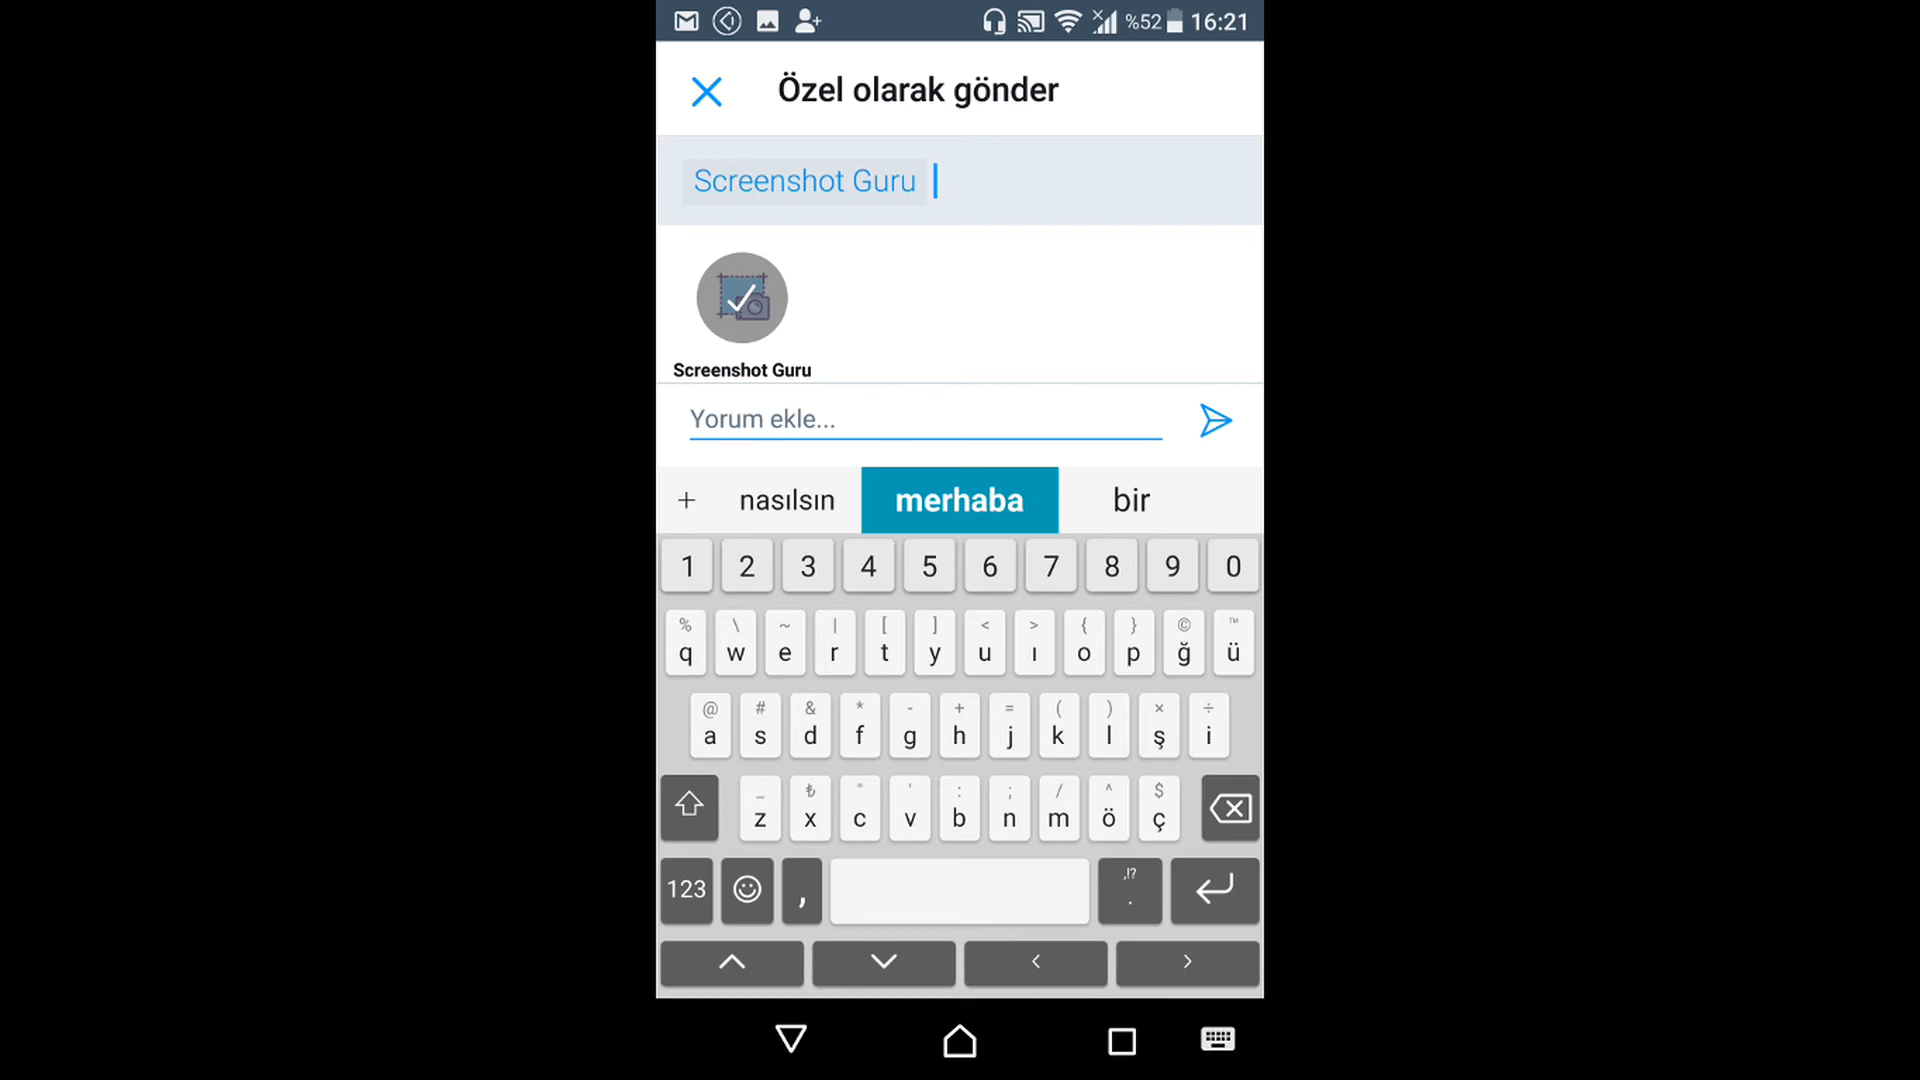 %52 16:21
Özel olarak gönder
Screenshot Guru
Screenshot Guru
Yorum ekle...
+ nasılsın merhaba bir
1 2 3 4 5 6 7 8 9 0
% \ ~ | [ ] < > { } © ™
q w e r t y u ı o p ğ ü
@ # & * - + = ( ) × ÷
a s d f g h j k l ş i
_ ₺ " ' : ; / ^ $
z x c v b n m ö ç
,!?
123 , .